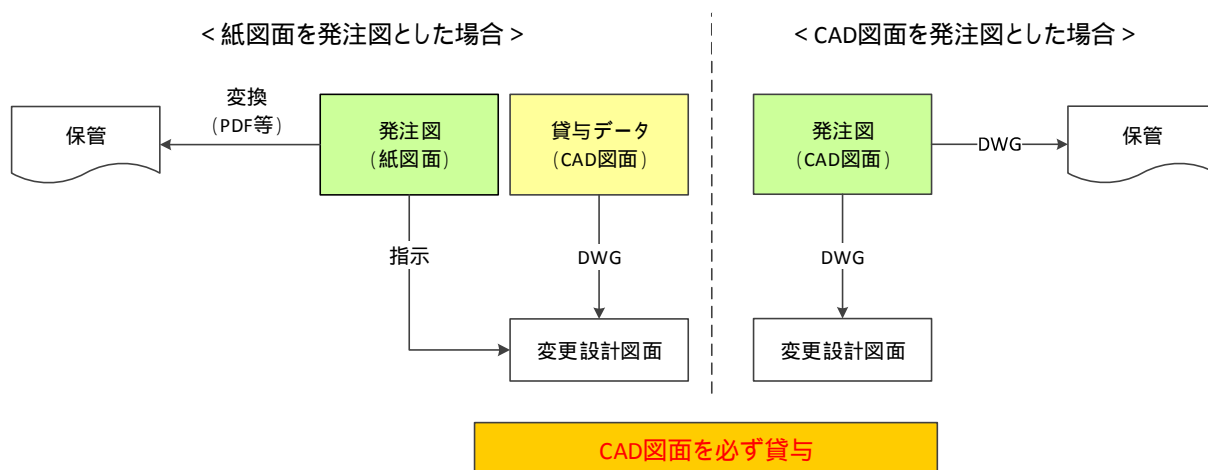 ＜紙図面を発注図とした場合＞
変換
（PDF等）
保管
発注図
（紙図面）
貸与データ
（CAD図面）
指示
DWG
変更設計図面
＜CAD図面を発注図とした場合＞
発注図
（CAD図面）
DWG
保管
DWG
変更設計図面
CAD図面を必ず貸与